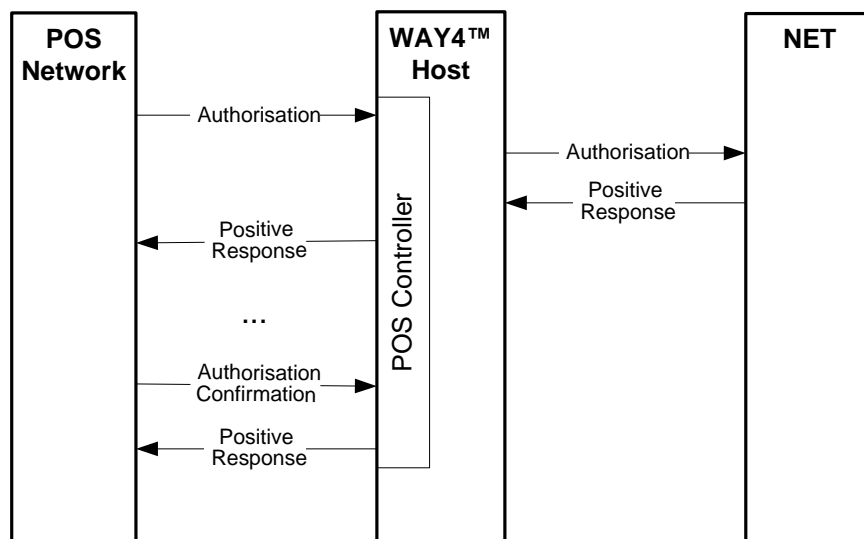 POS
Network
WAY4™
Host
NET
Authorisation
Authorisation
Positive
Response
Positive
Response
POS Controller
...
Authorisation
Confirmation
Positive
Response